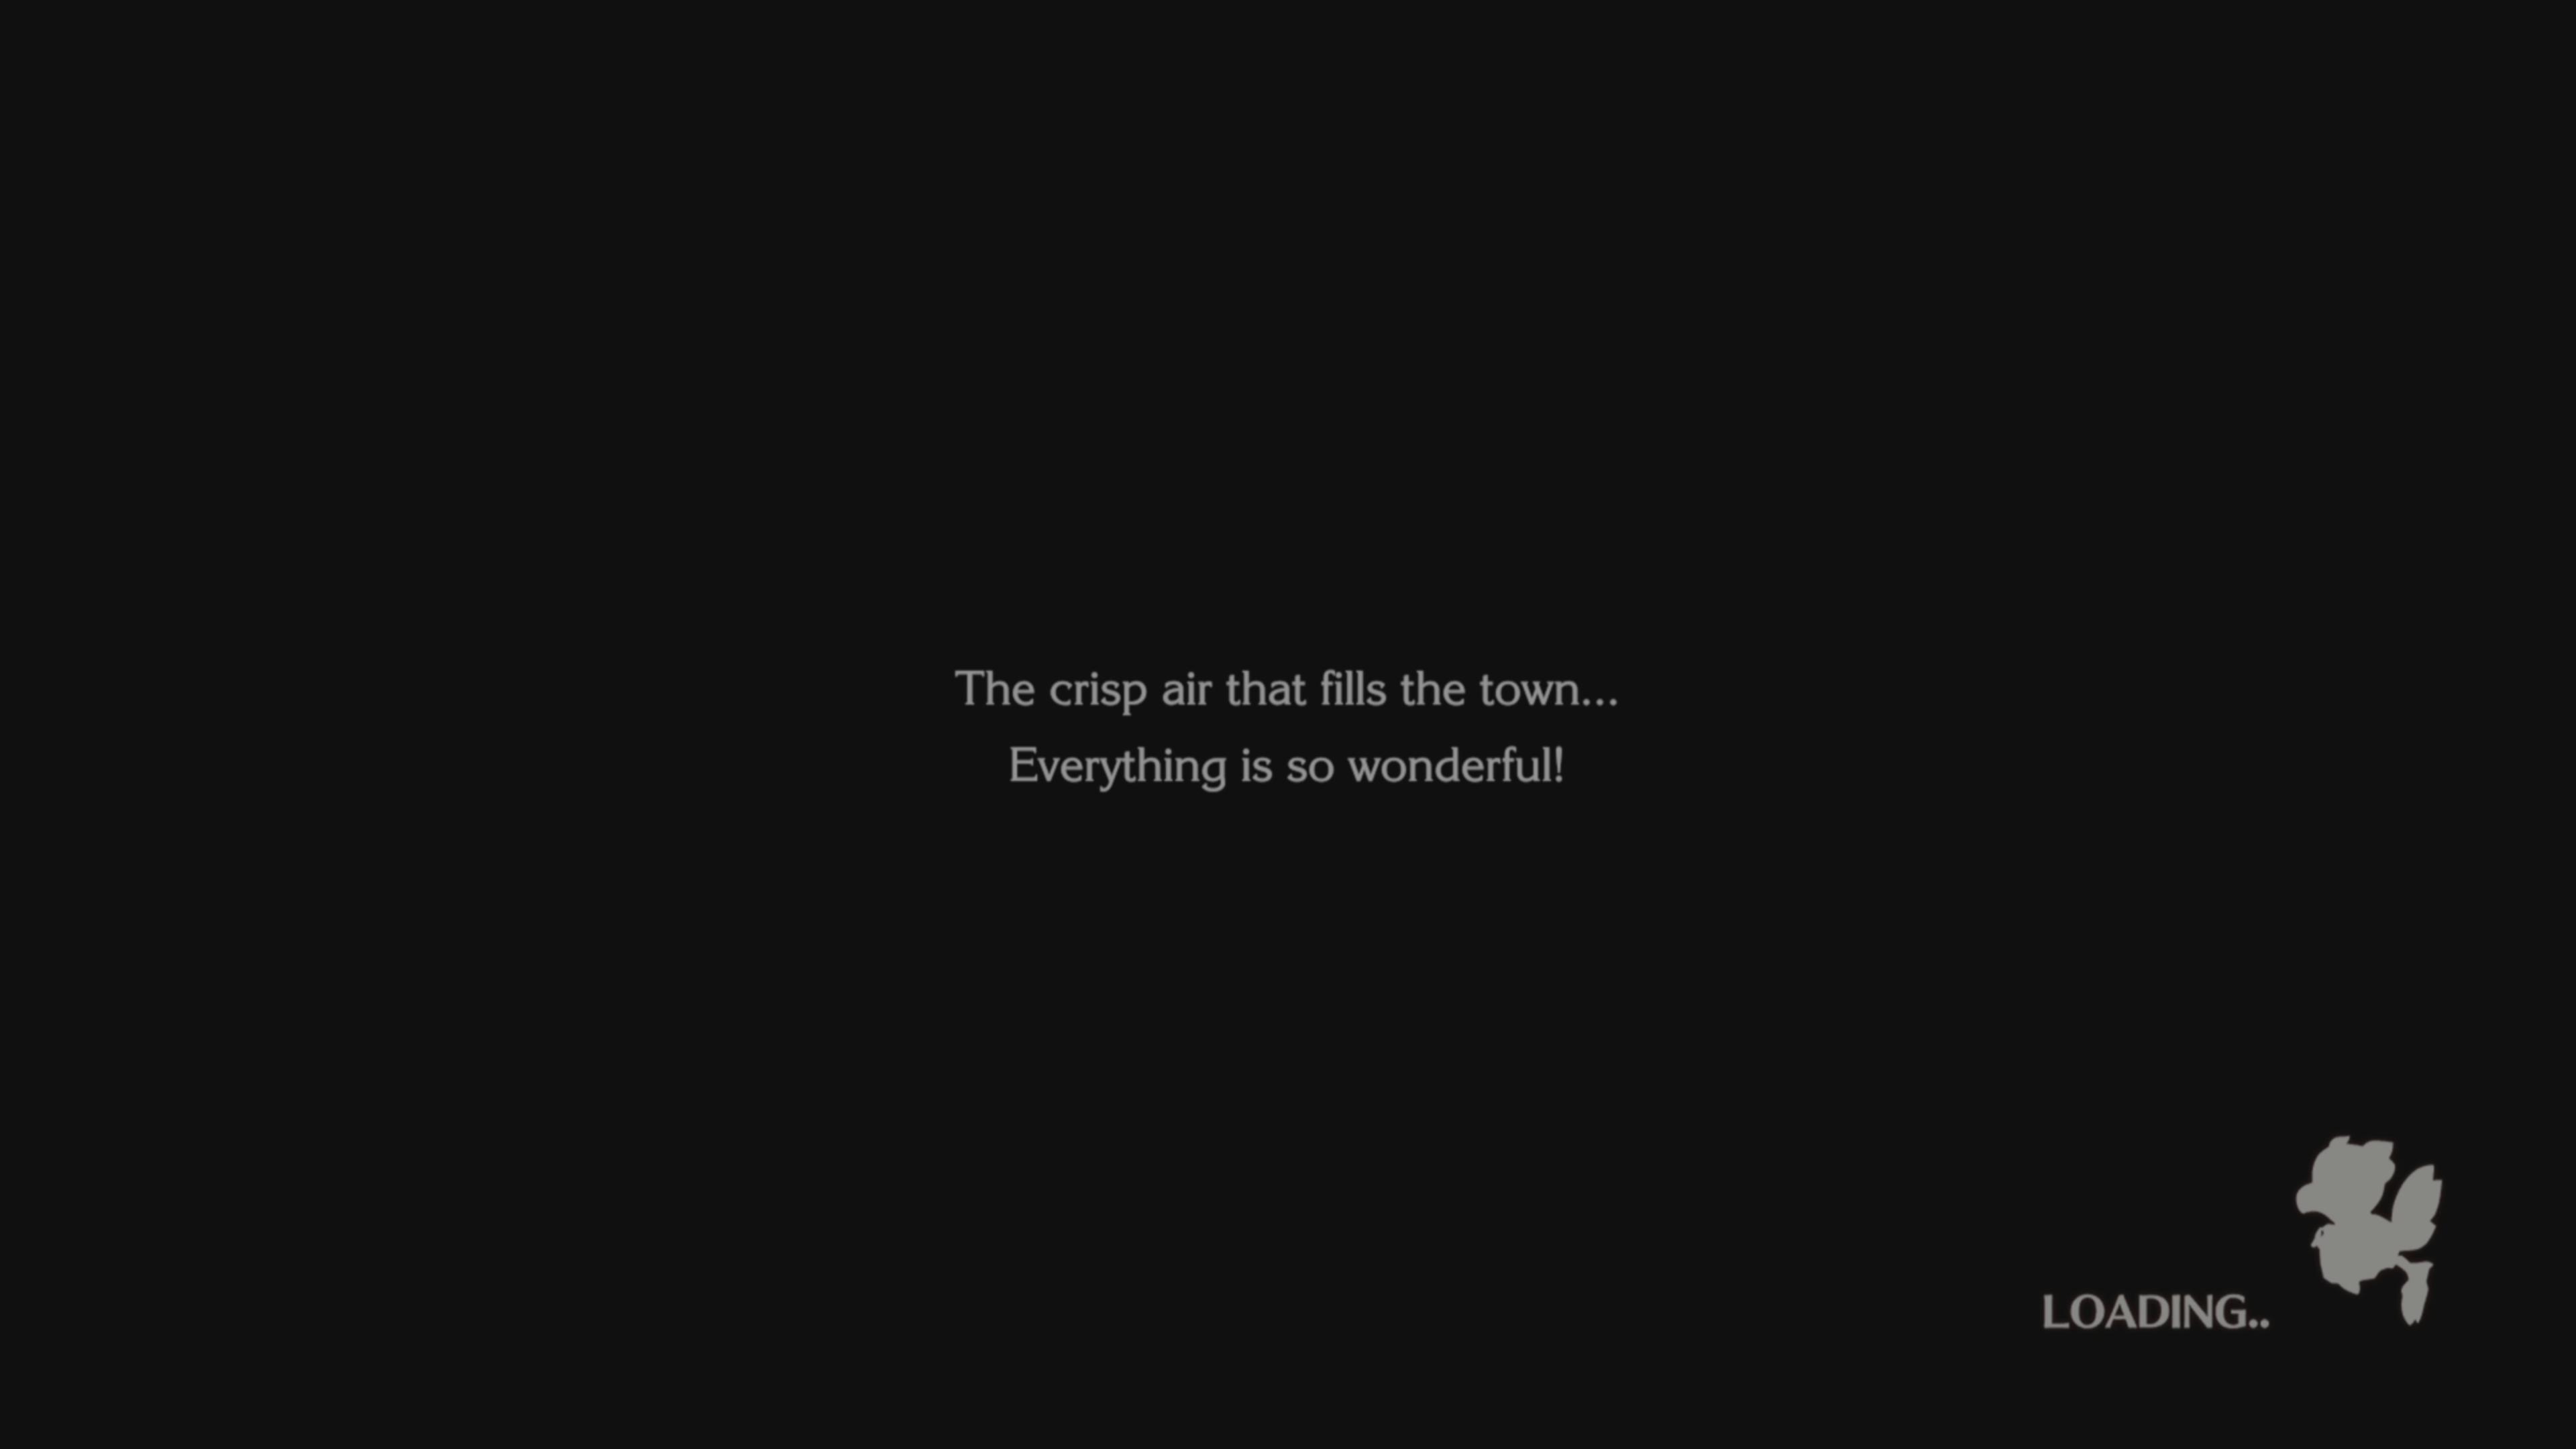 The crisp air that fills the town...
Everything is so wonderful!
LOADING..